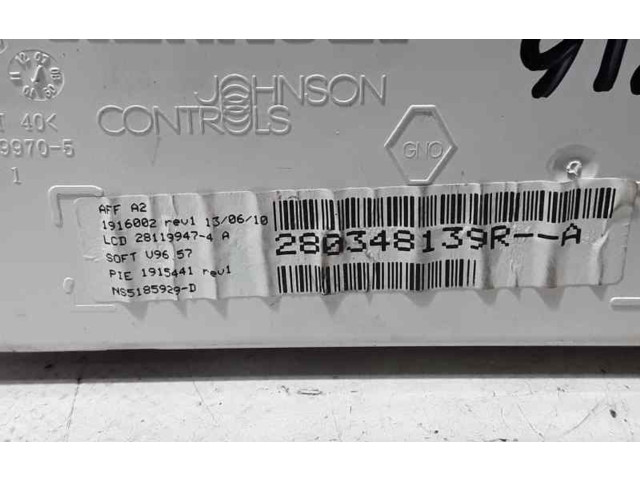 JOHNSON
CONTROLS
GNO
40<
9970-5
1
AFF A2
1916002 rev1 13/06/10
LCD 28119947-4 A
SOFT V96.57
PIE 1915441 rev1
NS5185929-D
280348139R--A